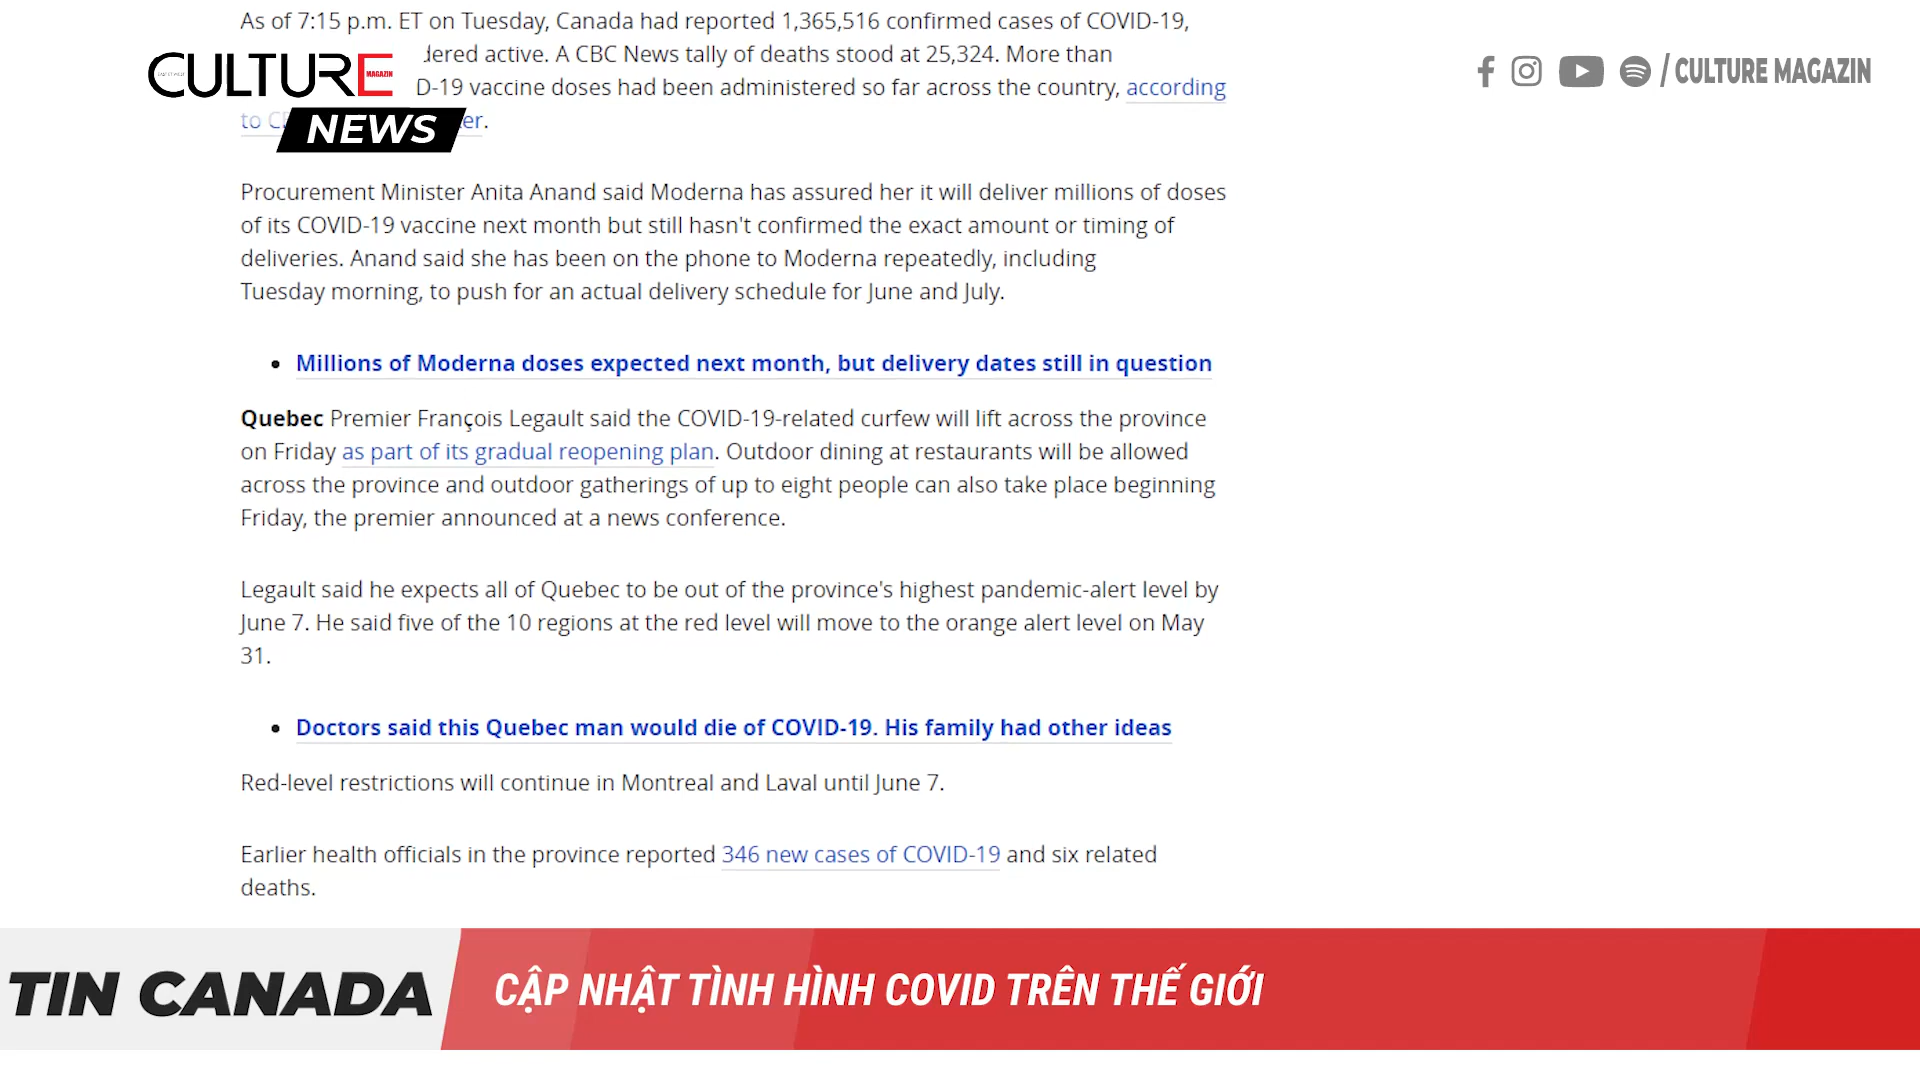 As of 7:15 p.m. ET on Tuesday, Canada had reported 1,365,516 confirmed cases of COVID-19,
CULTURE MAGAZIN
dered active. A CBC News tally of deaths stood at 25,324. More than
D-19 vaccine doses had been administered so far across the country, according
/ CULTURE MAGAZIN
to
NEWS
er.
Procurement Minister Anita Anand said Moderna has assured her it will deliver millions of doses
of its COVID-19 vaccine next month but still hasn't confirmed the exact amount or timing of
deliveries. Anand said she has been on the phone to Moderna repeatedly, including
Tuesday morning, to push for an actual delivery schedule for June and July.
• Millions of Moderna doses expected next month, but delivery dates still in question
Quebec Premier François Legault said the COVID-19-related curfew will lift across the province
on Friday as part of its gradual reopening plan. Outdoor dining at restaurants will be allowed
across the province and outdoor gatherings of up to eight people can also take place beginning
Friday, the premier announced at a news conference.
Legault said he expects all of Quebec to be out of the province's highest pandemic-alert level by
June 7. He said five of the 10 regions at the red level will move to the orange alert level on May
31.
• Doctors said this Quebec man would die of COVID-19. His family had other ideas
Red-level restrictions will continue in Montreal and Laval until June 7.
Earlier health officials in the province reported 346 new cases of COVID-19 and six related
deaths.
TIN CANADA
CẬP NHẬT TÌNH HÌNH COVID TRÊN THẾ GIỚI